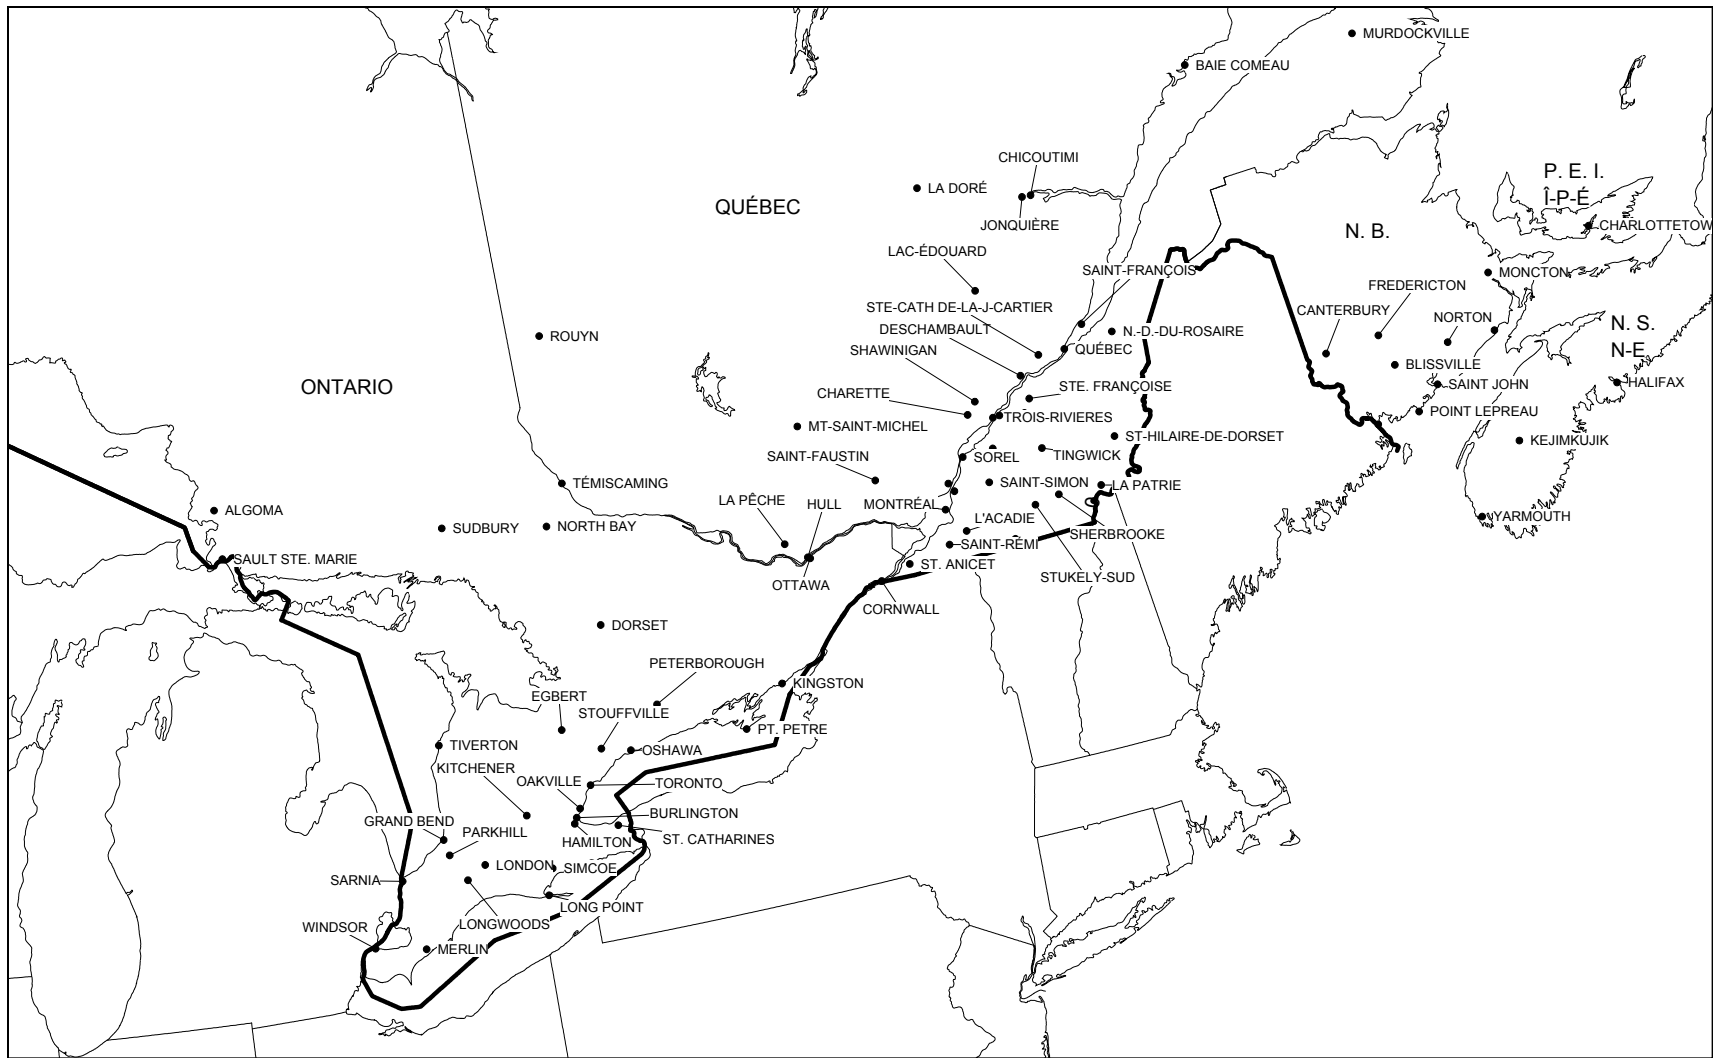 MURDOCKVILLE
BAIE COMEAU
CHICOUTIMI
LA DORÉ
P. E. I.
Î-P-É
QUÉBEC
JONQUIÈRE
CHARLOTTETOW
N. B.
LAC-ÉDOUARD
SAINT-FRANÇOIS
MONCTON
FREDERICTON
STE-CATH DE-LA-J-CARTIER
CANTERBURY
NORTON
N. S.
N-E
DESCHAMBAULT
N.-D.-DU-ROSAIRE
ROUYN
SHAWINIGAN
QUÉBEC
BLISSVILLE
ONTARIO
STE. FRANÇOISE
SAINT JOHN
HALIFAX
CHARETTE
TROIS-RIVIERES
POINT LEPREAU
MT-SAINT-MICHEL
ST-HILAIRE-DE-DORSET
KEJIMKUJIK
SAINT-FAUSTIN
SOREL
TINGWICK
TÉMISCAMING
SAINT-SIMON
LA PATRIE
LA PÊCHE
HULL
MONTRÉAL
ALGOMA
L'ACADIE
YARMOUTH
SUDBURY
NORTH BAY
SHERBROOKE
SAINT-RÉMI
SAULT STE. MARIE
ST. ANICET
STUKELY-SUD
OTTAWA
CORNWALL
DORSET
PETERBOROUGH
KINGSTON
EGBERT
STOUFFVILLE
PT. PETRE
TIVERTON
OSHAWA
KITCHENER
OAKVILLE
TORONTO
BURLINGTON
GRAND BEND
PARKHILL
HAMILTON
ST. CATHARINES
LONDON
SIMCOE
SARNIA
LONG POINT
WINDSOR
LONGWOODS
MERLIN